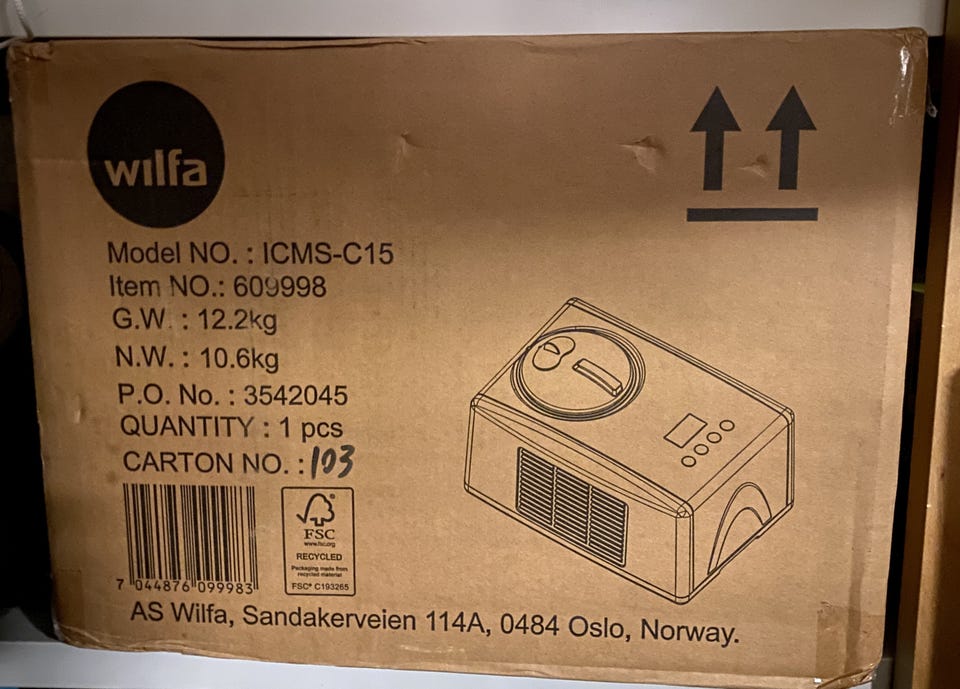 wilfa
Model NO. : ICMS-C15
Item NO.: 609998
G.W. : 12.2kg
N.W. : 10.6kg
P.O. No. : 3542045
QUANTITY : 1 pcs
CARTON NO. : 103
7 044876 099983
FSC
www.fsc.org
RECYCLED
Packaging made from
recycled material
FSC® C193265
AS Wilfa, Sandakerveien 114A, 0484 Oslo, Norway.